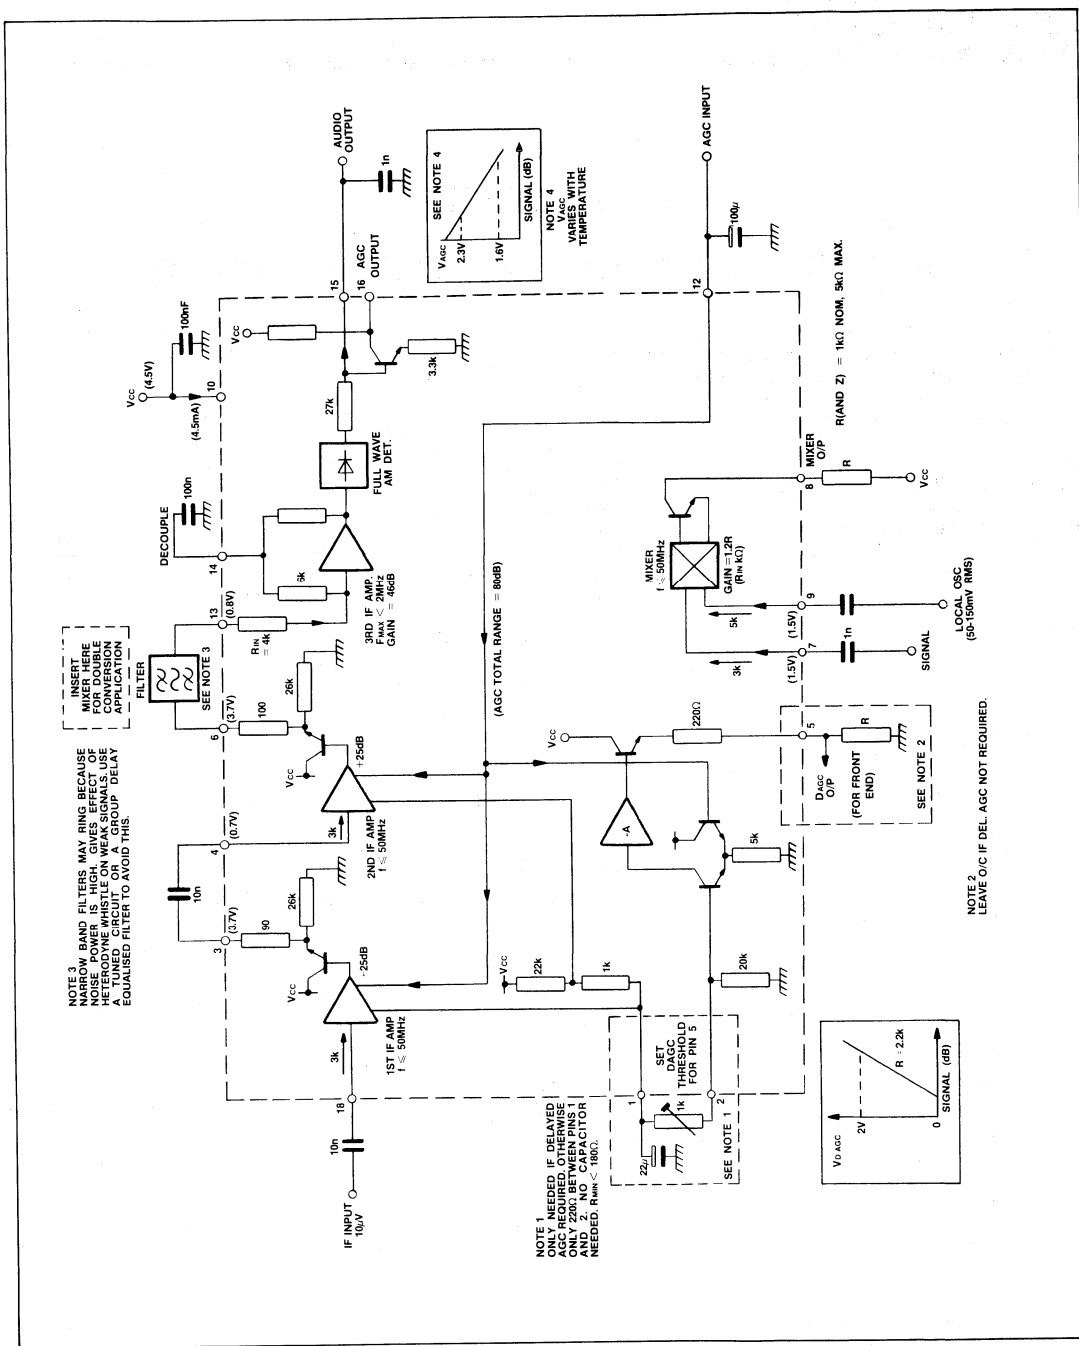 NOTE 3
NARROW BAND FILTERS MAY RING BECAUSE
NOISE POWER IS HIGH. GIVES EFFECT OF
HETERODYNE WHISTLE ON WEAK SIGNALS. USE
A TUNED CIRCUIT OR A GROUP DELAY
EQUALISED FILTER TO AVOID THIS.
INSERT
MIXER HERE
FOR DOUBLE
CONVERSION
APPLICATION
FILTER
SEE NOTE 3
DECOUPLE
100n
VCC
(4.5V)
100nF
(4.5mA)
10
10n
3
(3.7V)
4
(0.7V)
6
(3.7V)
13
(0.8V)
14
90
26k
100
26k
RIN
= 4k
6k
VCC
VCC
VCC
IF INPUT
10µV
10n
18
3k
-25dB
1ST IF AMP
f ≤ 50MHz
3k
+25dB
2ND IF AMP
f ≤ 50MHz
3RD IF AMP.
FMAX < 2MHz
GAIN = 46dB
FULL WAVE
AM DET.
27k
3.3k
15
AUDIO
OUTPUT
1n
16
AGC
OUTPUT
VAGC
SEE NOTE 4
2.3V
1.6V
SIGNAL (dB)
NOTE 4
VAGC
VARIES WITH
TEMPERATURE
(AGC TOTAL RANGE = 80dB)
VCC
22k
1k
-A
VCC
220Ω
5k
20k
MIXER
f ≤ 50MHz
GAIN = 1.2R
(RIN kΩ)
3k
5k
12
AGC INPUT
100µ
NOTE 1
ONLY NEEDED IF DELAYED
AGC REQUIRED. OTHERWISE
ONLY 220Ω BETWEEN PINS 1
AND 2. NO CAPACITOR
NEEDED. RMIN < 180Ω.
SET
DAGC
THRESHOLD
FOR PIN 5
1
2
22µ
1k
SEE NOTE 1
5
DAGC
O/P
R
(FOR FRONT
END)
SEE NOTE 2
(1.5V)
7
1n
SIGNAL
(1.5V)
9
LOCAL OSC
(50-150mV RMS)
8
MIXER
O/P
R
VCC
R(AND Z) = 1kΩ NOM, 5kΩ MAX.
VD AGC
2V
0
R = 2.2k
SIGNAL (dB)
NOTE 2
LEAVE O/C IF DEL. AGC NOT REQUIRED.